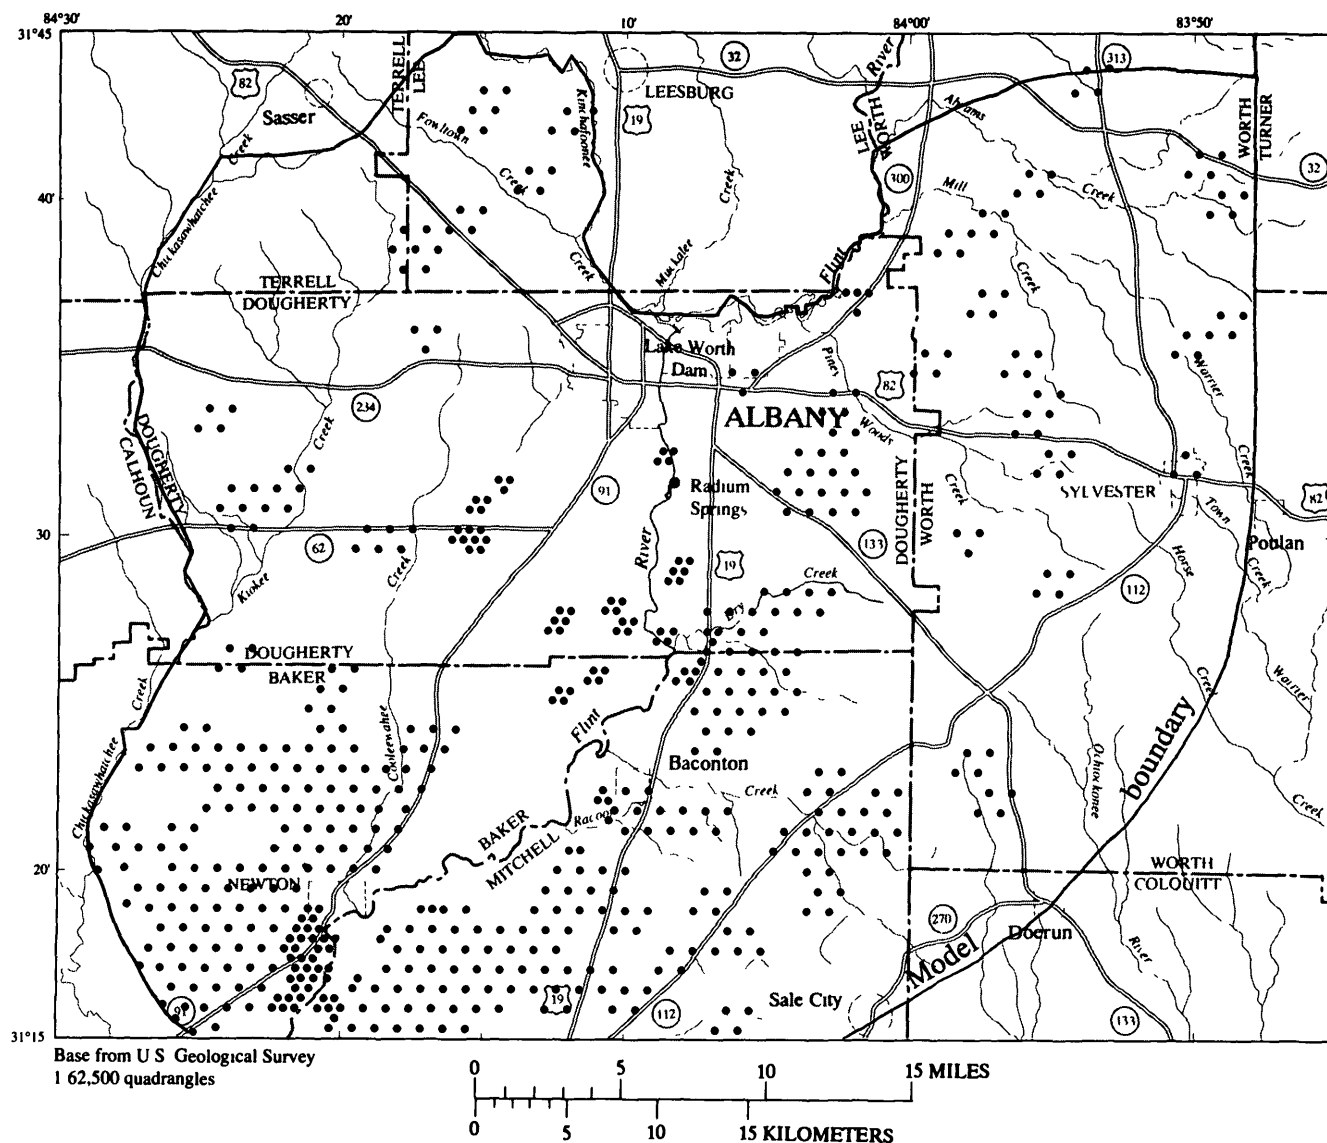 84°30'
20'
10'
84°00'
83°50'
31°45
River
TERRELL
LEE
82
32
313
LEESBURG
Kinchafoonee
19
Sasser
Fowltown
LEE
WORTH
Abrams
WORTH
TURNER
Creek
Creek
300
32
40'
Chickasawhatchee
Creek
Mill
Creek
Creek
Muckalee
Flint
Creek
TERRELL
DOUGHERTY
Lake Worth
Dam
Pines
Warrior
234
82
ALBANY
DOUGHERTY
CALHOUN
Creek
Woods
Creek
91
Radium
Springs
SYLVESTER
82
Creek
DOUGHERTY
WORTH
Town
30'
62
River
133
Poulan
Creek
19
Horse
Creek
Kiokee
Creek
112
Dry
DOUGHERTY
BAKER
Creek
Creek
Warrior
Flint
Cooleewahee
boundary
Baconton
Chickasawhatchee
Creek
Ochlockonee
Creek
BAKER
MITCHELL
20'
NEWTON
WORTH
COLQUITT
270
Doerun
Model
River
Sale City
91
19
112
133
31°15
Base from U S Geological Survey
1 62,500 quadrangles
0 5 10 15 MILES
0 5 10 15 KILOMETERS